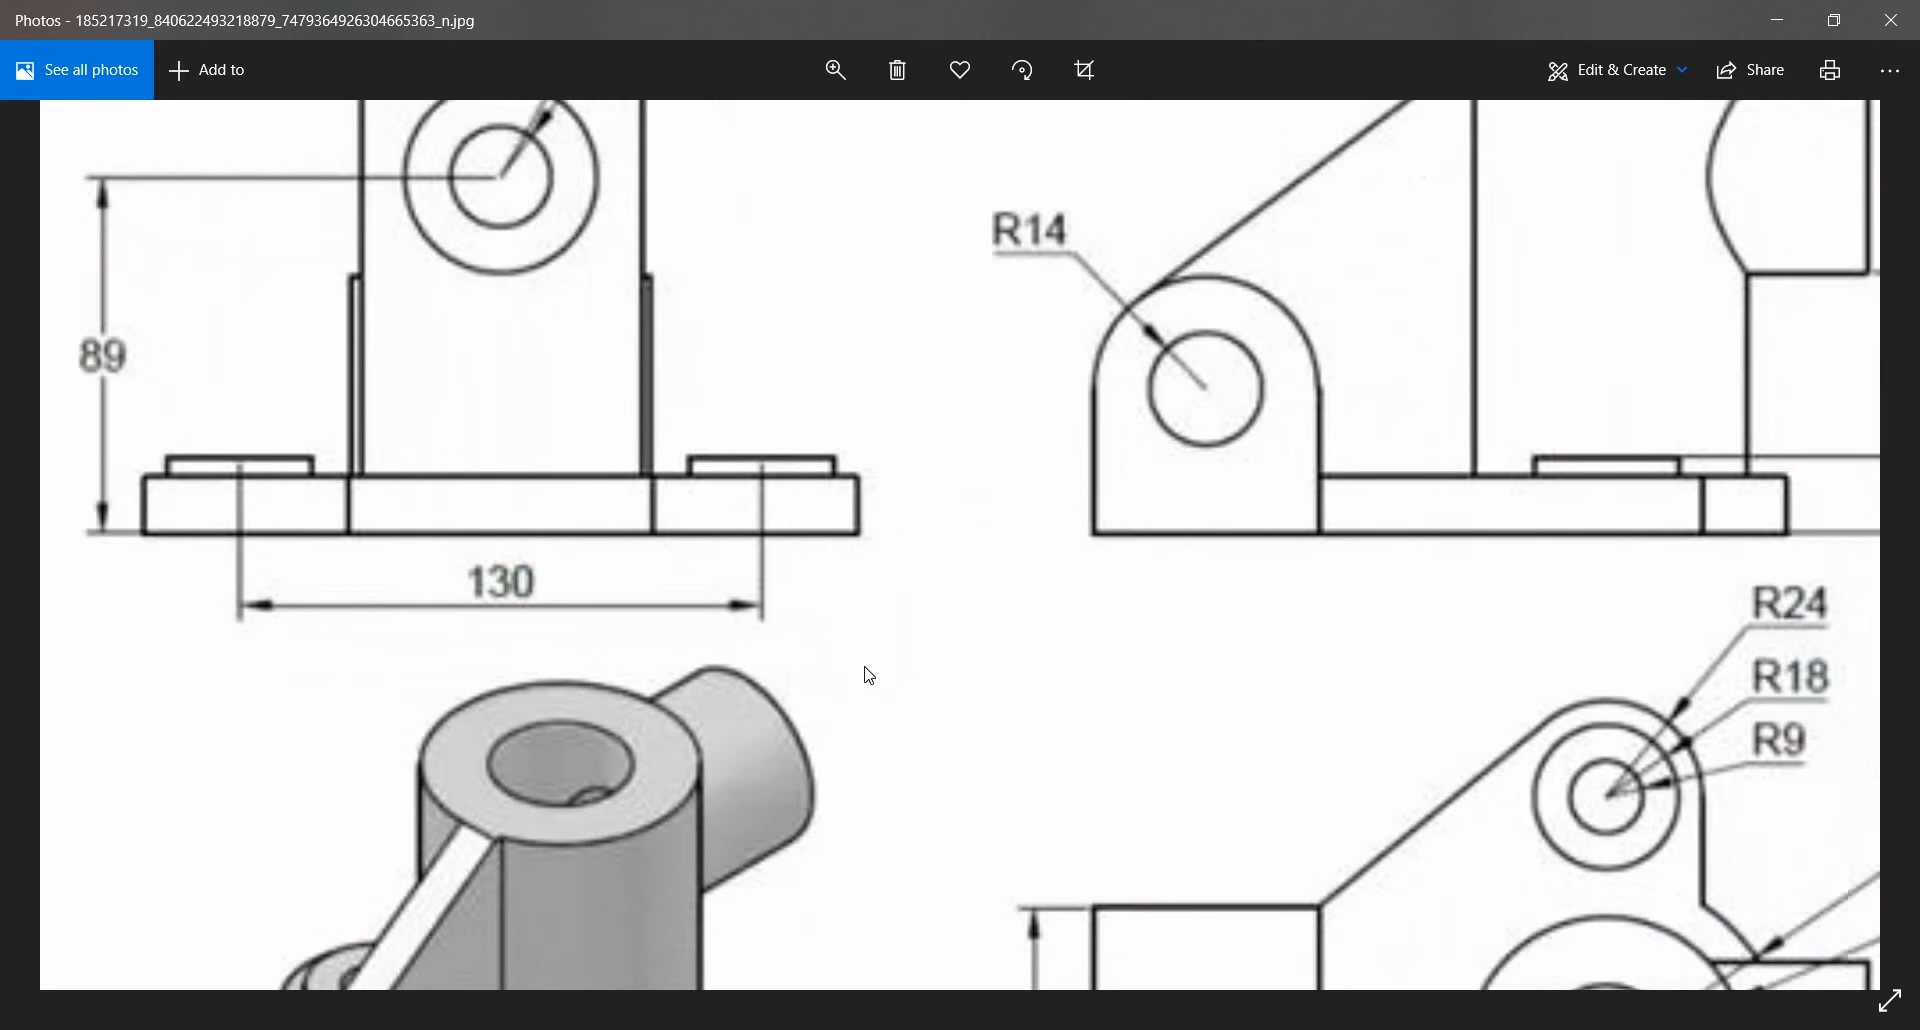 Photos - 185217319_840622493218879_7479364926304665363_n.jpg
See all photos
Add to
Edit & Create
Share
R14
89
130
R24
R18
R9